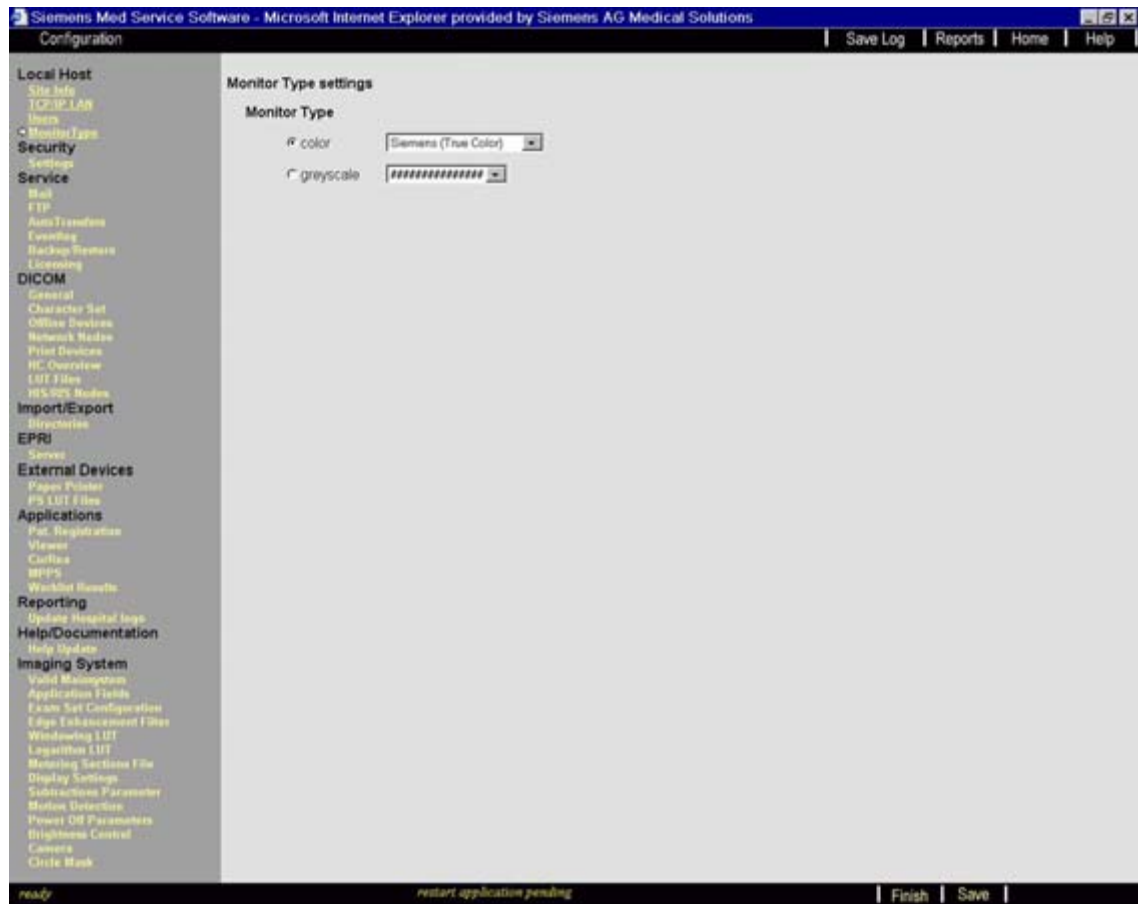 Siemens Med Service Software - Microsoft Internet Explorer provided by Siemens AG Medical Solutions
Configuration
Save Log
Reports
Home
Help
Local Host
Site Info
TCP/IP LAN
Users
MonitorType
Security
Settings
Service
Mail
FTP
AutoTransfers
Eventlog
Backup/Restore
Licensing
DICOM
General
Character Set
Offline Devices
Network Nodes
Print Devices
HC Overview
LUT Files
HIS/RIS Nodes
Import/Export
Directories
EPRI
Server
External Devices
Paper Printer
PS LUT Files
Applications
Pat. Registration
Viewer
MPPS
Worklist Results
Reporting
Update Hospital logo
Help/Documentation
Help Update
Imaging System
Valid Mainsystem
Application Fields
Exam Set Configuration
Edge Enhancement Filter
Windowing LUT
Logarithm LUT
Metering Sections File
Display Settings
Subtractions Parameter
Motion Detection
Power Off Parameters
Brightness Control
Camera
Circle Mask
Monitor Type settings
Monitor Type
color
Siemens (True Color)
greyscale
###############
ready
restart application pending
Finish
Save